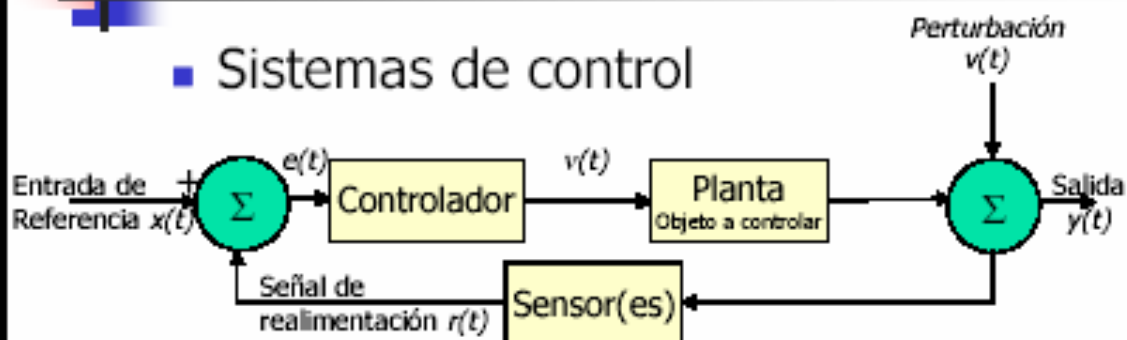 Sistemas de control
Perturbación
v(t)
Entrada de
Referencia x(t)
+
Σ
e(t)
Controlador
v(t)
Planta
Objeto a controlar
Σ
Salida
y(t)
Señal de
realimentación r(t)
Sensor(es)